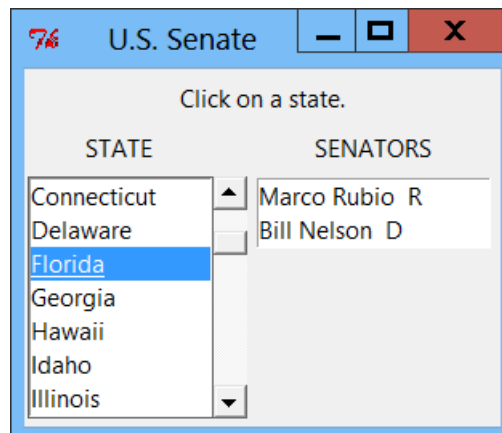 U.S. Senate
Click on a state.
STATE
SENATORS
Connecticut
Delaware
Florida
Georgia
Hawaii
Idaho
Illinois
Marco Rubio R
Bill Nelson D